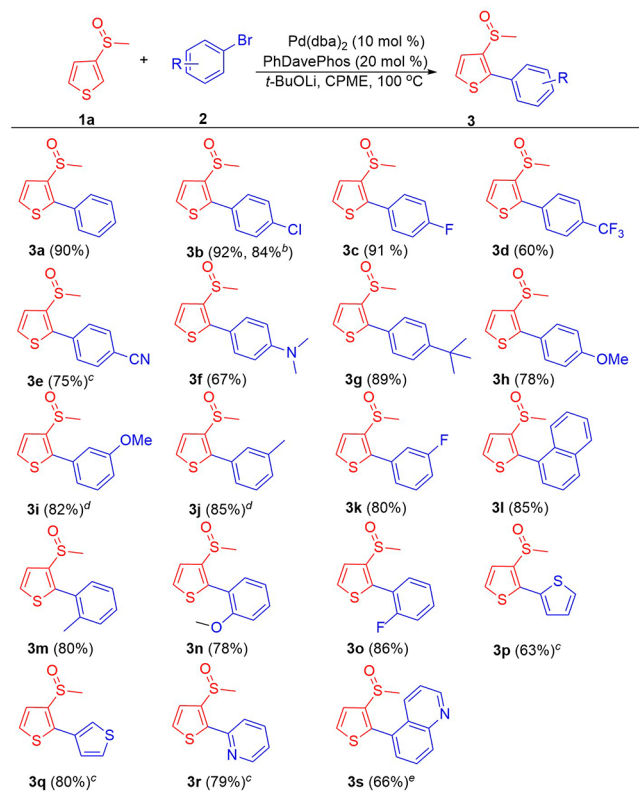 O
S
S
1a
+
R
Br
2
Pd(dba)2 (10 mol %)
PhDavePhos (20 mol %)
t-BuOLi, CPME, 100 °C
O
S
S
R
3
O
S
S
3a (90%)
O
S
S
Cl
3b (92%, 84%b)
O
S
S
F
3c (91 %)
O
S
S
CF3
3d (60%)
O
S
S
CN
3e (75%)c
O
S
S
N
3f (67%)
O
S
S
3g (89%)
O
S
S
OMe
3h (78%)
O
S
S
OMe
3i (82%)d
O
S
S
3j (85%)d
O
S
S
F
3k (80%)
O
S
S
3l (85%)
O
S
S
3m (80%)
O
S
S
O
3n (78%)
O
S
S
F
3o (86%)
O
S
S
S
3p (63%)c
O
S
S
S
3q (80%)c
O
S
S
N
3r (79%)c
O
S
S
N
3s (66%)e